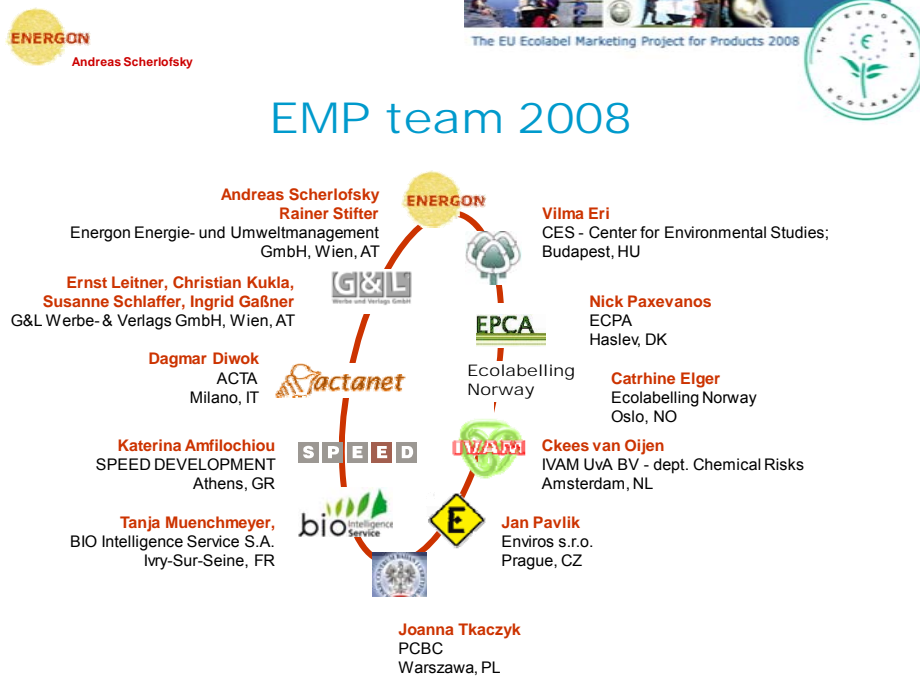 ENERGON
Andreas Scherlofsky
The EU Ecolabel Marketing Project for Products 2008
THE EUROPEAN
ECOLABEL
EMP team 2008
Andreas Scherlofsky
Rainer Stifter
Energon Energie- und Umweltmanagement
GmbH, Wien, AT
ENERGON
Vilma Eri
CES - Center for Environmental Studies;
Budapest, HU
Ernst Leitner, Christian Kukla,
Susanne Schlaffer, Ingrid Gaßner
G&L Werbe- & Verlags GmbH, Wien, AT
G&L
Werbe und Verlags GmbH
EPCA
Nick Paxevanos
ECPA
Haslev, DK
Dagmar Diwok
ACTA
Milano, IT
actanet
Ecolabelling
Norway
Catrhine Elger
Ecolabelling Norway
Oslo, NO
Katerina Amfilochiou
SPEED DEVELOPMENT
Athens, GR
SPEED
IVAM
Ckees van Oijen
IVAM UvA BV - dept. Chemical Risks
Amsterdam, NL
Tanja Muenchmeyer,
BIO Intelligence Service S.A.
Ivry-Sur-Seine, FR
bio Intelligence
Service
E
Jan Pavlik
Enviros s.r.o.
Prague, CZ
Joanna Tkaczyk
PCBC
Warszawa, PL